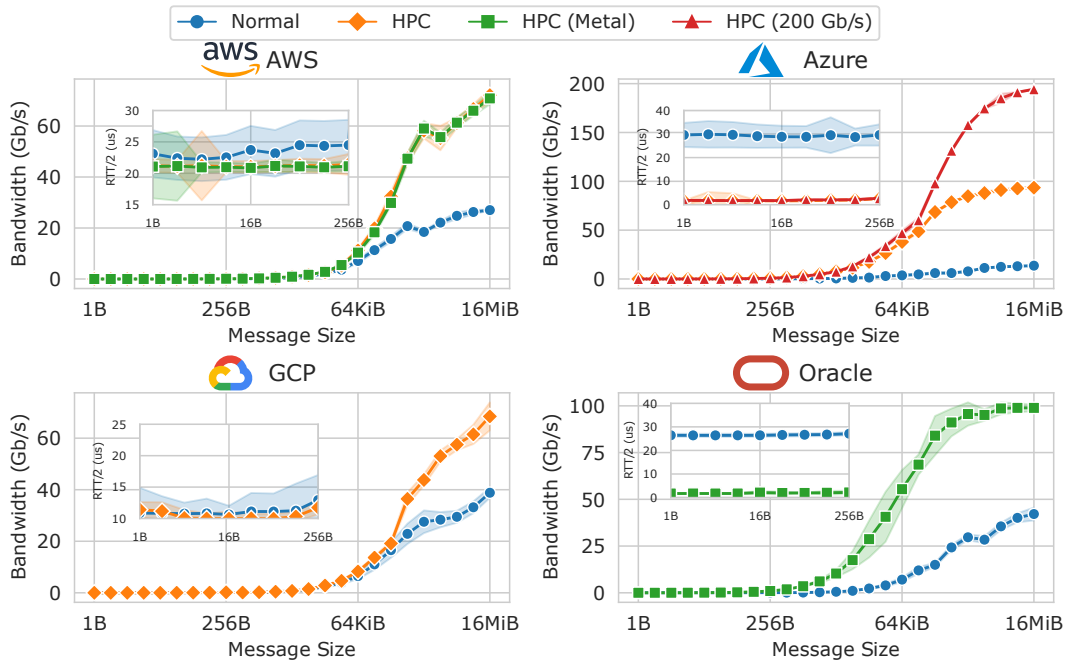 Normal HPC HPC (Metal) HPC (200 Gb/s)
aws AWS
Bandwidth (Gb/s)
60
40
20
0
RTT/2 (us)
30
25
20
15
1B 16B 256B
1B 256B 64KiB 16MiB
Message Size
Azure
Bandwidth (Gb/s)
200
150
100
50
0
RTT/2 (us)
40
30
20
10
0
1B 16B 256B
1B 256B 64KiB 16MiB
Message Size
GCP
Bandwidth (Gb/s)
60
40
20
0
RTT/2 (us)
25
20
15
10
1B 16B 256B
1B 256B 64KiB 16MiB
Message Size
Oracle
Bandwidth (Gb/s)
100
75
50
25
0
RTT/2 (us)
40
30
20
10
0
1B 16B 256B
1B 256B 64KiB 16MiB
Message Size